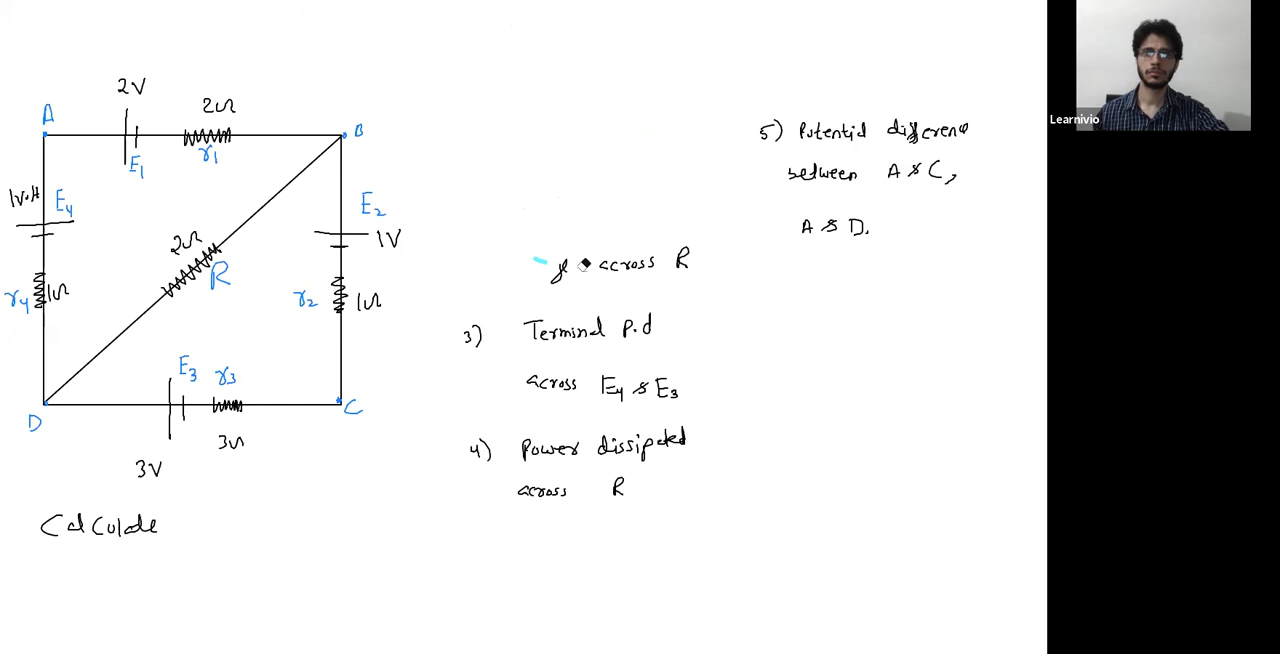 2V
2Ω
A
B
E1
r1
1volt
E4
E2
1V
2Ω
R
r4
1Ω
r2
1Ω
E3
r3
D
C
3Ω
3V
Calculate
across R
3) Terminal p.d
across E4 & E3
4) Power dissipated
across R
5) Potential difference
between A & C,
A & D.
Learnivio